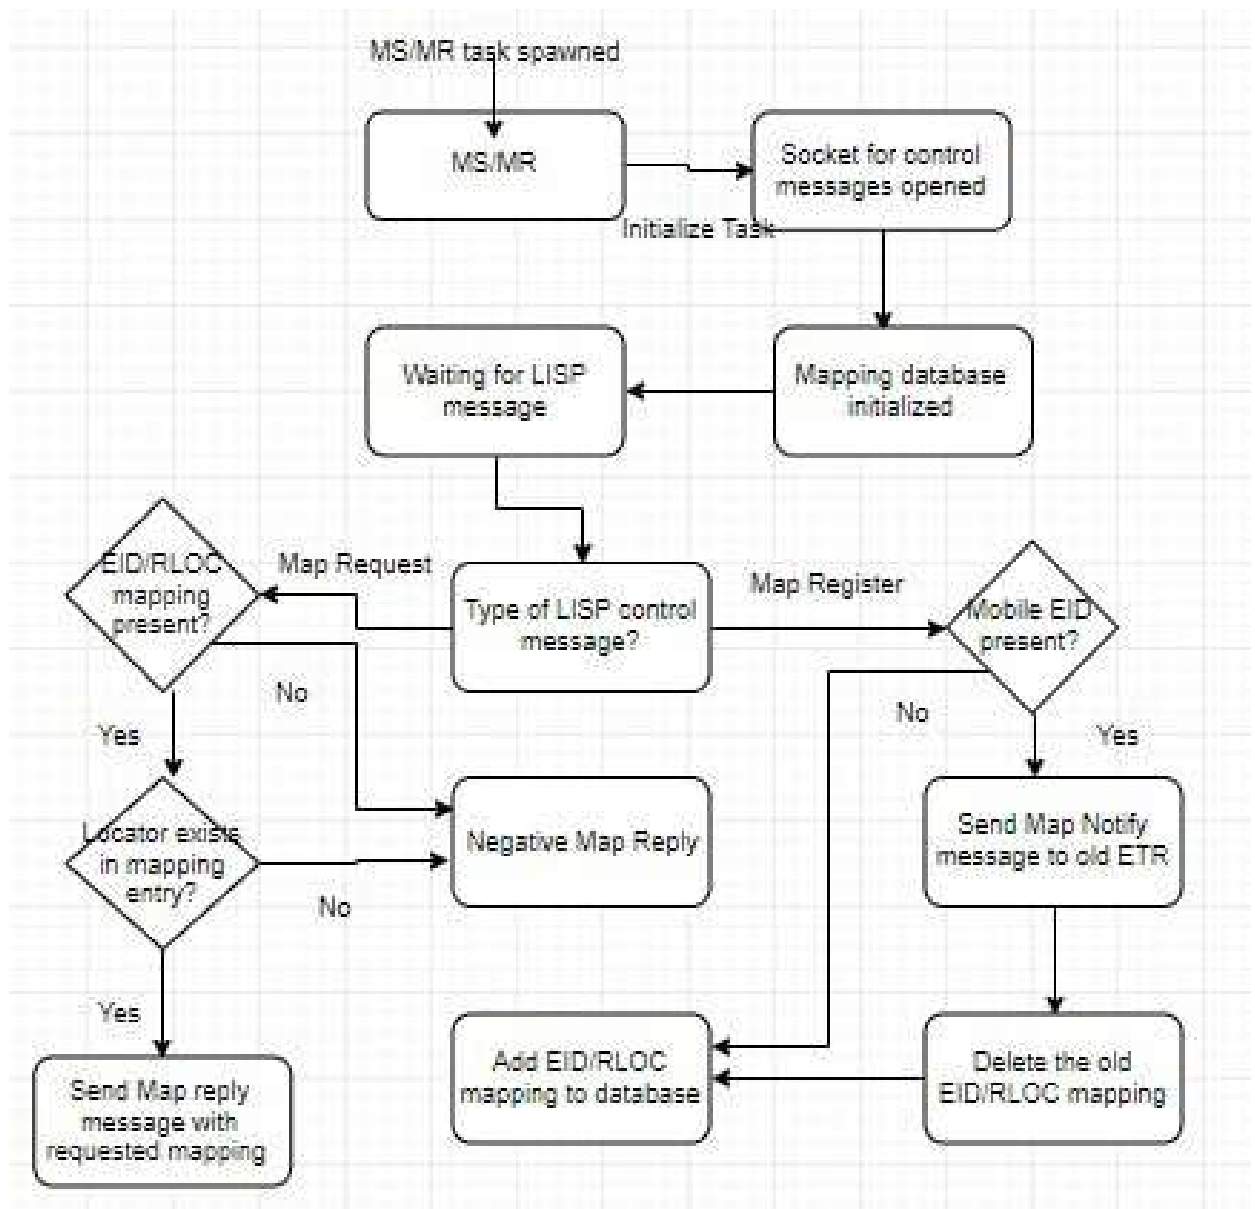 MS/MR task spawned
MS/MR
Socket for control
messages opened
Initialize Task
Waiting for LISP
message
Mapping database
initialized
EID/RLOC
mapping
present?
Map Request
Type of LISP control
message?
Map Register
Mobile EID
present?
No
Yes
No
Yes
Locator exists
in mapping
entry?
No
Negative Map Reply
Send Map Notify
message to old ETR
Yes
Send Map reply
message with
requested mapping
Add EID/RLOC
mapping to database
Delete the old
EID/RLOC mapping